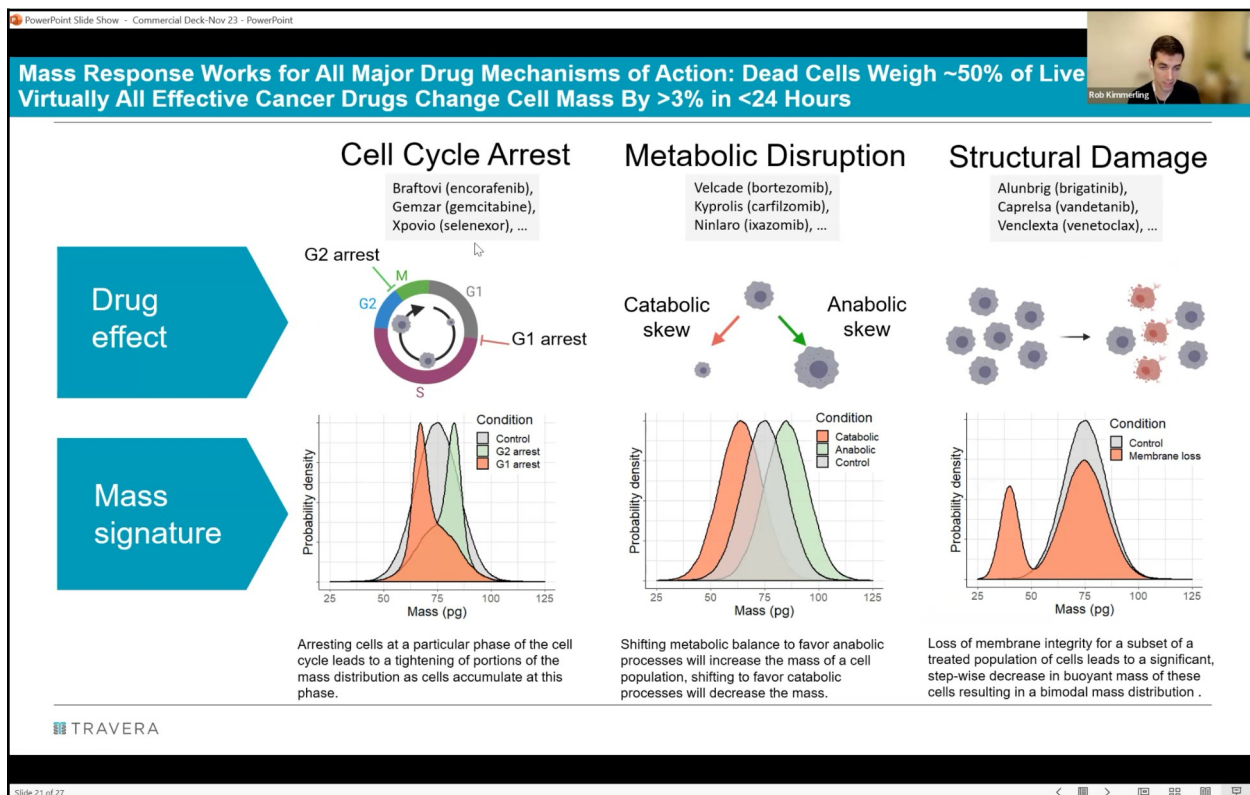 PowerPoint Slide Show - Commercial Deck-Nov 23 - PowerPoint
Mass Response Works for All Major Drug Mechanisms of Action: Dead Cells Weigh ~50% of Live
Virtually All Effective Cancer Drugs Change Cell Mass By >3% in <24 Hours
Rob Kimmerling
Cell Cycle Arrest
Metabolic Disruption
Structural Damage
Braftovi (encorafenib),
Gemzar (gemcitabine),
Xpovio (selenexor), ...
Velcade (bortezomib),
Kyprolis (carfilzomib),
Ninlaro (ixazomib), ...
Alunbrig (brigatinib),
Caprelsa (vandetanib),
Venclexta (venetoclax), ...
Drug
effect
G2 arrest
M
G2
G1
S
G1 arrest
Catabolic
skew
Anabolic
skew
Mass
signature
Condition
Control
G2 arrest
G1 arrest
Probability density
25
50
75
100
125
Mass (pg)
Condition
Catabolic
Anabolic
Control
Probability density
25
50
75
100
125
Mass (pg)
Condition
Control
Membrane loss
Probability density
25
50
75
100
125
Mass (pg)
Arresting cells at a particular phase of the cell
cycle leads to a tightening of portions of the
mass distribution as cells accumulate at this
phase.
Shifting metabolic balance to favor anabolic
processes will increase the mass of a cell
population, shifting to favor catabolic
processes will decrease the mass.
Loss of membrane integrity for a subset of a
treated population of cells leads to a significant,
step-wise decrease in buoyant mass of these
cells resulting in a bimodal mass distribution .
TRAVERA
Slide 21 of 27